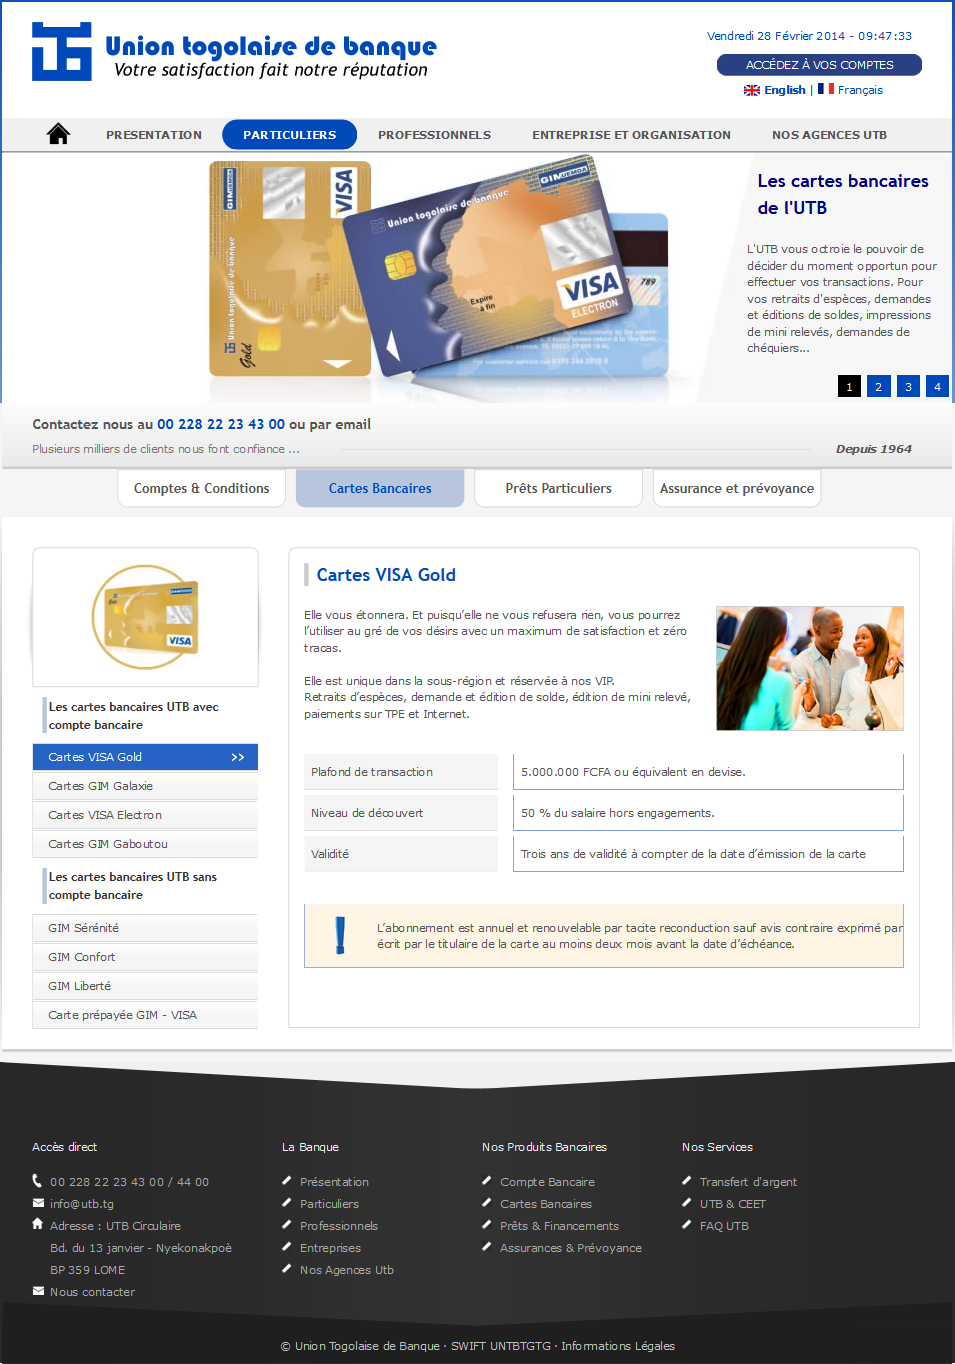 Union togolaise de banque
Votre satisfaction fait notre réputation
Vendredi 28 Février 2014 - 09:47:33
ACCÉDEZ À VOS COMPTES
English | Français
PRESENTATION
PARTICULIERS
PROFESSIONNELS
ENTREPRISE ET ORGANISATION
NOS AGENCES UTB
GIM UEMOA
VISA
Union togolaise de banque
Gold
GIM UEMOA
Union togolaise de banque
Expire
à fin
VISA
ELECTRON
789
Les cartes bancaires
de l'UTB
L'UTB vous octroie le pouvoir de
décider du moment opportun pour
effectuer vos transactions. Pour
vos retraits d'espèces, demandes
et éditions de soldes, impressions
de mini relevés, demandes de
chéquiers...
1 2 3 4
Contactez nous au 00 228 22 23 43 00 ou par email
Plusieurs milliers de clients nous font confiance ...
Depuis 1964
Comptes & Conditions
Cartes Bancaires
Prêts Particuliers
Assurance et prévoyance
VISA
Les cartes bancaires UTB avec
compte bancaire
Cartes VISA Gold >>
Cartes GIM Galaxie
Cartes VISA Electron
Cartes GIM Gaboutou
Les cartes bancaires UTB sans
compte bancaire
GIM Sérénité
GIM Confort
GIM Liberté
Carte prépayée GIM - VISA
Cartes VISA Gold
Elle vous étonnera. Et puisqu’elle ne vous refusera rien, vous pourrez
l’utiliser au gré de vos désirs avec un maximum de satisfaction et zéro
tracas.
Elle est unique dans la sous-région et réservée à nos VIP.
Retraits d’espèces, demande et édition de solde, édition de mini relevé,
paiements sur TPE et Internet.
Plafond de transaction
5.000.000 FCFA ou équivalent en devise.
Niveau de découvert
50 % du salaire hors engagements.
Validité
Trois ans de validité à compter de la date d’émission de la carte
!
L’abonnement est annuel et renouvelable par tacite reconduction sauf avis contraire exprimé par
écrit par le titulaire de la carte au moins deux mois avant la date d’échéance.
Accès direct
00 228 22 23 43 00 / 44 00
info@utb.tg
Adresse : UTB Circulaire
Bd. du 13 janvier - Nyekonakpoè
BP 359 LOME
Nous contacter
La Banque
Présentation
Particuliers
Professionnels
Entreprises
Nos Agences Utb
Nos Produits Bancaires
Compte Bancaire
Cartes Bancaires
Prêts & Financements
Assurances & Prévoyance
Nos Services
Transfert d'argent
UTB & CEET
FAQ UTB
© Union Togolaise de Banque · SWIFT UNTBTGTG · Informations Légales